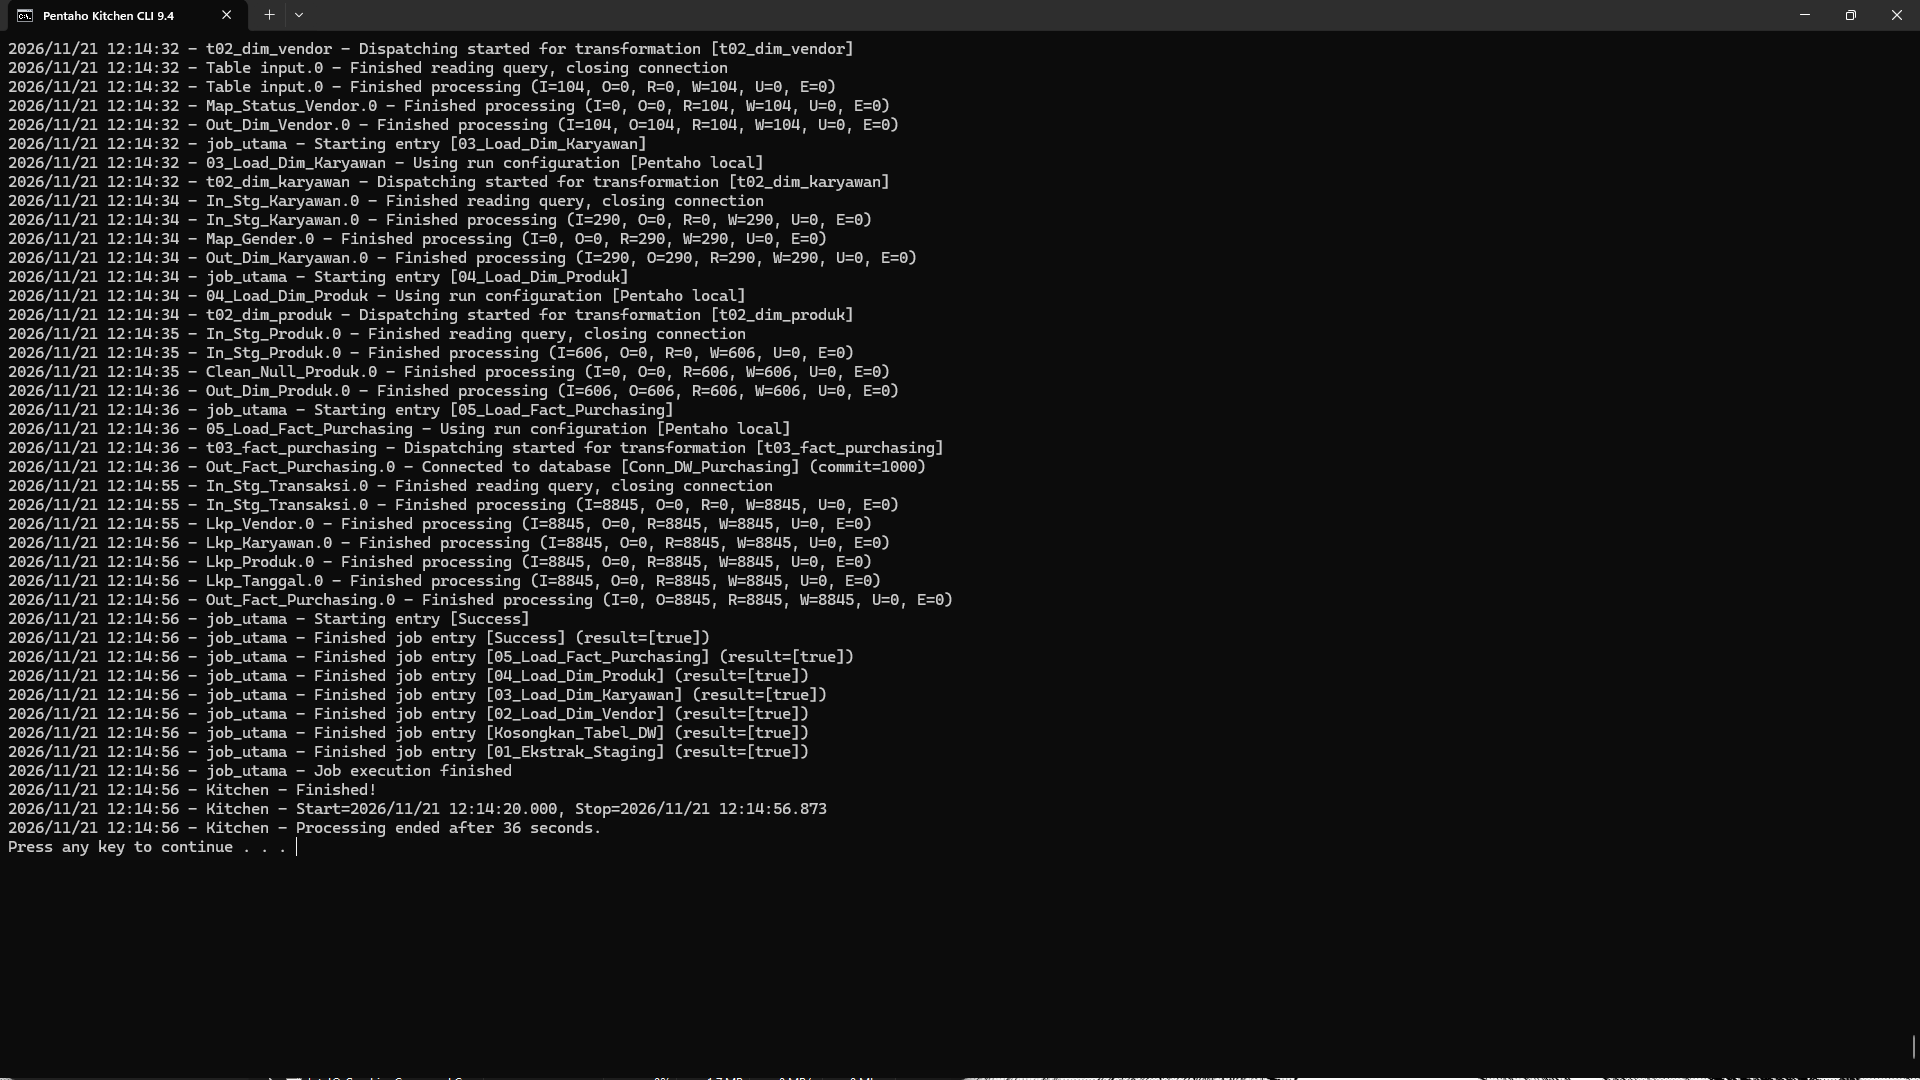 Pentaho Kitchen CLI 9.4
2026/11/21 12:14:32 - t02_dim_vendor - Dispatching started for transformation [t02_dim_vendor]
2026/11/21 12:14:32 - Table input.0 - Finished reading query, closing connection
2026/11/21 12:14:32 - Table input.0 - Finished processing (I=104, O=0, R=0, W=104, U=0, E=0)
2026/11/21 12:14:32 - Map_Status_Vendor.0 - Finished processing (I=0, O=0, R=104, W=104, U=0, E=0)
2026/11/21 12:14:32 - Out_Dim_Vendor.0 - Finished processing (I=104, O=104, R=104, W=104, U=0, E=0)
2026/11/21 12:14:32 - job_utama - Starting entry [03_Load_Dim_Karyawan]
2026/11/21 12:14:32 - 03_Load_Dim_Karyawan - Using run configuration [Pentaho local]
2026/11/21 12:14:32 - t02_dim_karyawan - Dispatching started for transformation [t02_dim_karyawan]
2026/11/21 12:14:34 - In_Stg_Karyawan.0 - Finished reading query, closing connection
2026/11/21 12:14:34 - In_Stg_Karyawan.0 - Finished processing (I=290, O=0, R=0, W=290, U=0, E=0)
2026/11/21 12:14:34 - Map_Gender.0 - Finished processing (I=0, O=0, R=290, W=290, U=0, E=0)
2026/11/21 12:14:34 - Out_Dim_Karyawan.0 - Finished processing (I=290, O=290, R=290, W=290, U=0, E=0)
2026/11/21 12:14:34 - job_utama - Starting entry [04_Load_Dim_Produk]
2026/11/21 12:14:34 - 04_Load_Dim_Produk - Using run configuration [Pentaho local]
2026/11/21 12:14:34 - t02_dim_produk - Dispatching started for transformation [t02_dim_produk]
2026/11/21 12:14:35 - In_Stg_Produk.0 - Finished reading query, closing connection
2026/11/21 12:14:35 - In_Stg_Produk.0 - Finished processing (I=606, O=0, R=0, W=606, U=0, E=0)
2026/11/21 12:14:35 - Clean_Null_Produk.0 - Finished processing (I=0, O=0, R=606, W=606, U=0, E=0)
2026/11/21 12:14:36 - Out_Dim_Produk.0 - Finished processing (I=606, O=606, R=606, W=606, U=0, E=0)
2026/11/21 12:14:36 - job_utama - Starting entry [05_Load_Fact_Purchasing]
2026/11/21 12:14:36 - 05_Load_Fact_Purchasing - Using run configuration [Pentaho local]
2026/11/21 12:14:36 - t03_fact_purchasing - Dispatching started for transformation [t03_fact_purchasing]
2026/11/21 12:14:36 - Out_Fact_Purchasing.0 - Connected to database [Conn_DW_Purchasing] (commit=1000)
2026/11/21 12:14:55 - In_Stg_Transaksi.0 - Finished reading query, closing connection
2026/11/21 12:14:55 - In_Stg_Transaksi.0 - Finished processing (I=8845, O=0, R=0, W=8845, U=0, E=0)
2026/11/21 12:14:55 - Lkp_Vendor.0 - Finished processing (I=8845, O=0, R=8845, W=8845, U=0, E=0)
2026/11/21 12:14:56 - Lkp_Karyawan.0 - Finished processing (I=8845, O=0, R=8845, W=8845, U=0, E=0)
2026/11/21 12:14:56 - Lkp_Produk.0 - Finished processing (I=8845, O=0, R=8845, W=8845, U=0, E=0)
2026/11/21 12:14:56 - Lkp_Tanggal.0 - Finished processing (I=8845, O=0, R=8845, W=8845, U=0, E=0)
2026/11/21 12:14:56 - Out_Fact_Purchasing.0 - Finished processing (I=0, O=8845, R=8845, W=8845, U=0, E=0)
2026/11/21 12:14:56 - job_utama - Starting entry [Success]
2026/11/21 12:14:56 - job_utama - Finished job entry [Success] (result=[true])
2026/11/21 12:14:56 - job_utama - Finished job entry [05_Load_Fact_Purchasing] (result=[true])
2026/11/21 12:14:56 - job_utama - Finished job entry [04_Load_Dim_Produk] (result=[true])
2026/11/21 12:14:56 - job_utama - Finished job entry [03_Load_Dim_Karyawan] (result=[true])
2026/11/21 12:14:56 - job_utama - Finished job entry [02_Load_Dim_Vendor] (result=[true])
2026/11/21 12:14:56 - job_utama - Finished job entry [Kosongkan_Tabel_DW] (result=[true])
2026/11/21 12:14:56 - job_utama - Finished job entry [01_Ekstrak_Staging] (result=[true])
2026/11/21 12:14:56 - job_utama - Job execution finished
2026/11/21 12:14:56 - Kitchen - Finished!
2026/11/21 12:14:56 - Kitchen - Start=2026/11/21 12:14:20.000, Stop=2026/11/21 12:14:56.873
2026/11/21 12:14:56 - Kitchen - Processing ended after 36 seconds.
Press any key to continue . . .